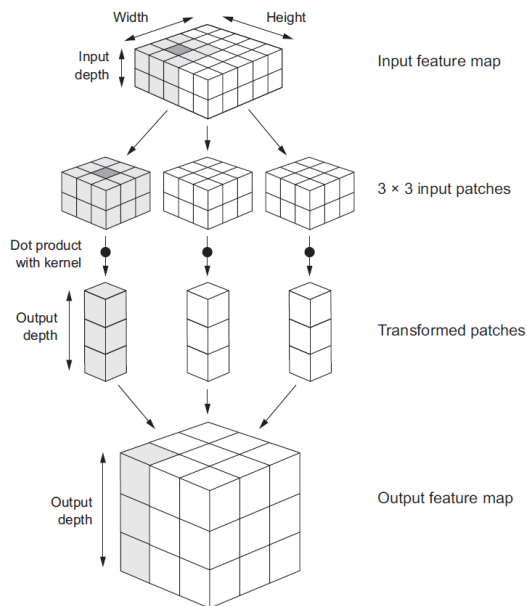 Width
Height
Input
depth
Input feature map
3 × 3 input patches
Dot product
with kernel
Output
depth
Transformed patches
Output
depth
Output feature map